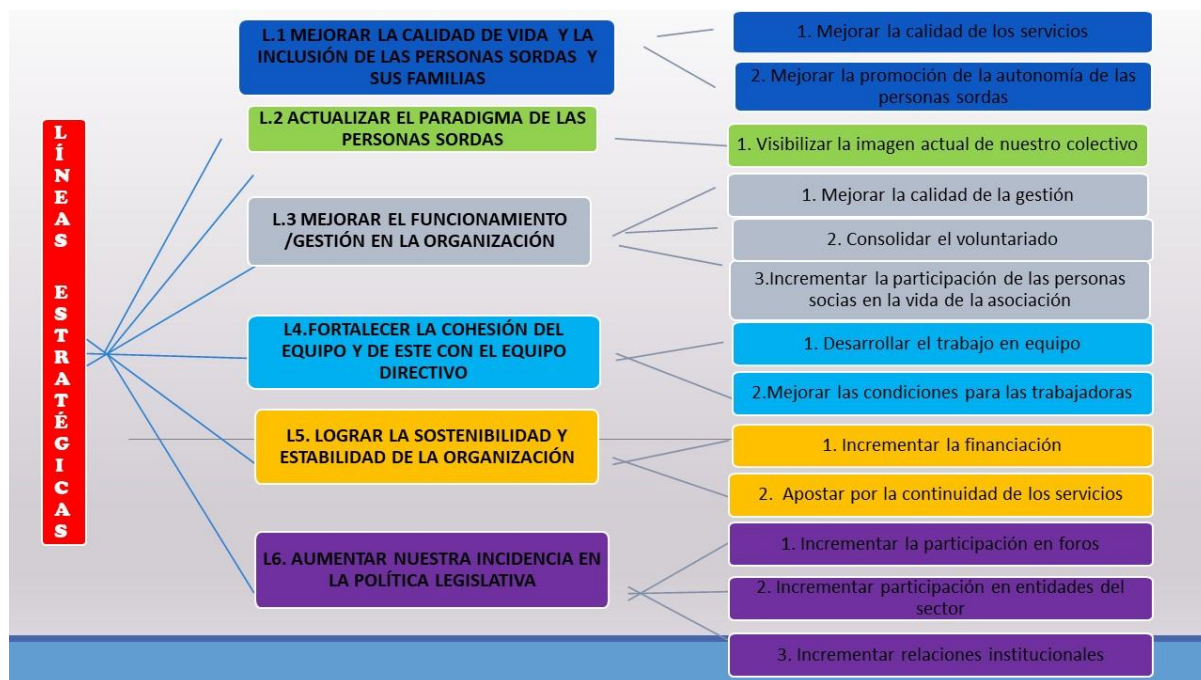 LÍNEAS ESTRATÉGICAS
L.1 MEJORAR LA CALIDAD DE VIDA Y LA
INCLUSIÓN DE LAS PERSONAS SORDAS Y
SUS FAMILIAS
1. Mejorar la calidad de los servicios
2. Mejorar la promoción de la autonomía de las
personas sordas
L.2 ACTUALIZAR EL PARADIGMA DE LAS
PERSONAS SORDAS
1. Visibilizar la imagen actual de nuestro colectivo
L.3 MEJORAR EL FUNCIONAMIENTO
/GESTIÓN EN LA ORGANIZACIÓN
1. Mejorar la calidad de la gestión
2. Consolidar el voluntariado
3.Incrementar la participación de las personas
socias en la vida de la asociación
L4.FORTALECER LA COHESIÓN DEL
EQUIPO Y DE ESTE CON EL EQUIPO
DIRECTIVO
1. Desarrollar el trabajo en equipo
2.Mejorar las condiciones para las trabajadoras
L5. LOGRAR LA SOSTENIBILIDAD Y
ESTABILIDAD DE LA ORGANIZACIÓN
1. Incrementar la financiación
2. Apostar por la continuidad de los servicios
L6. AUMENTAR NUESTRA INCIDENCIA EN
LA POLÍTICA LEGISLATIVA
1. Incrementar la participación en foros
2. Incrementar participación en entidades del
sector
3. Incrementar relaciones institucionales